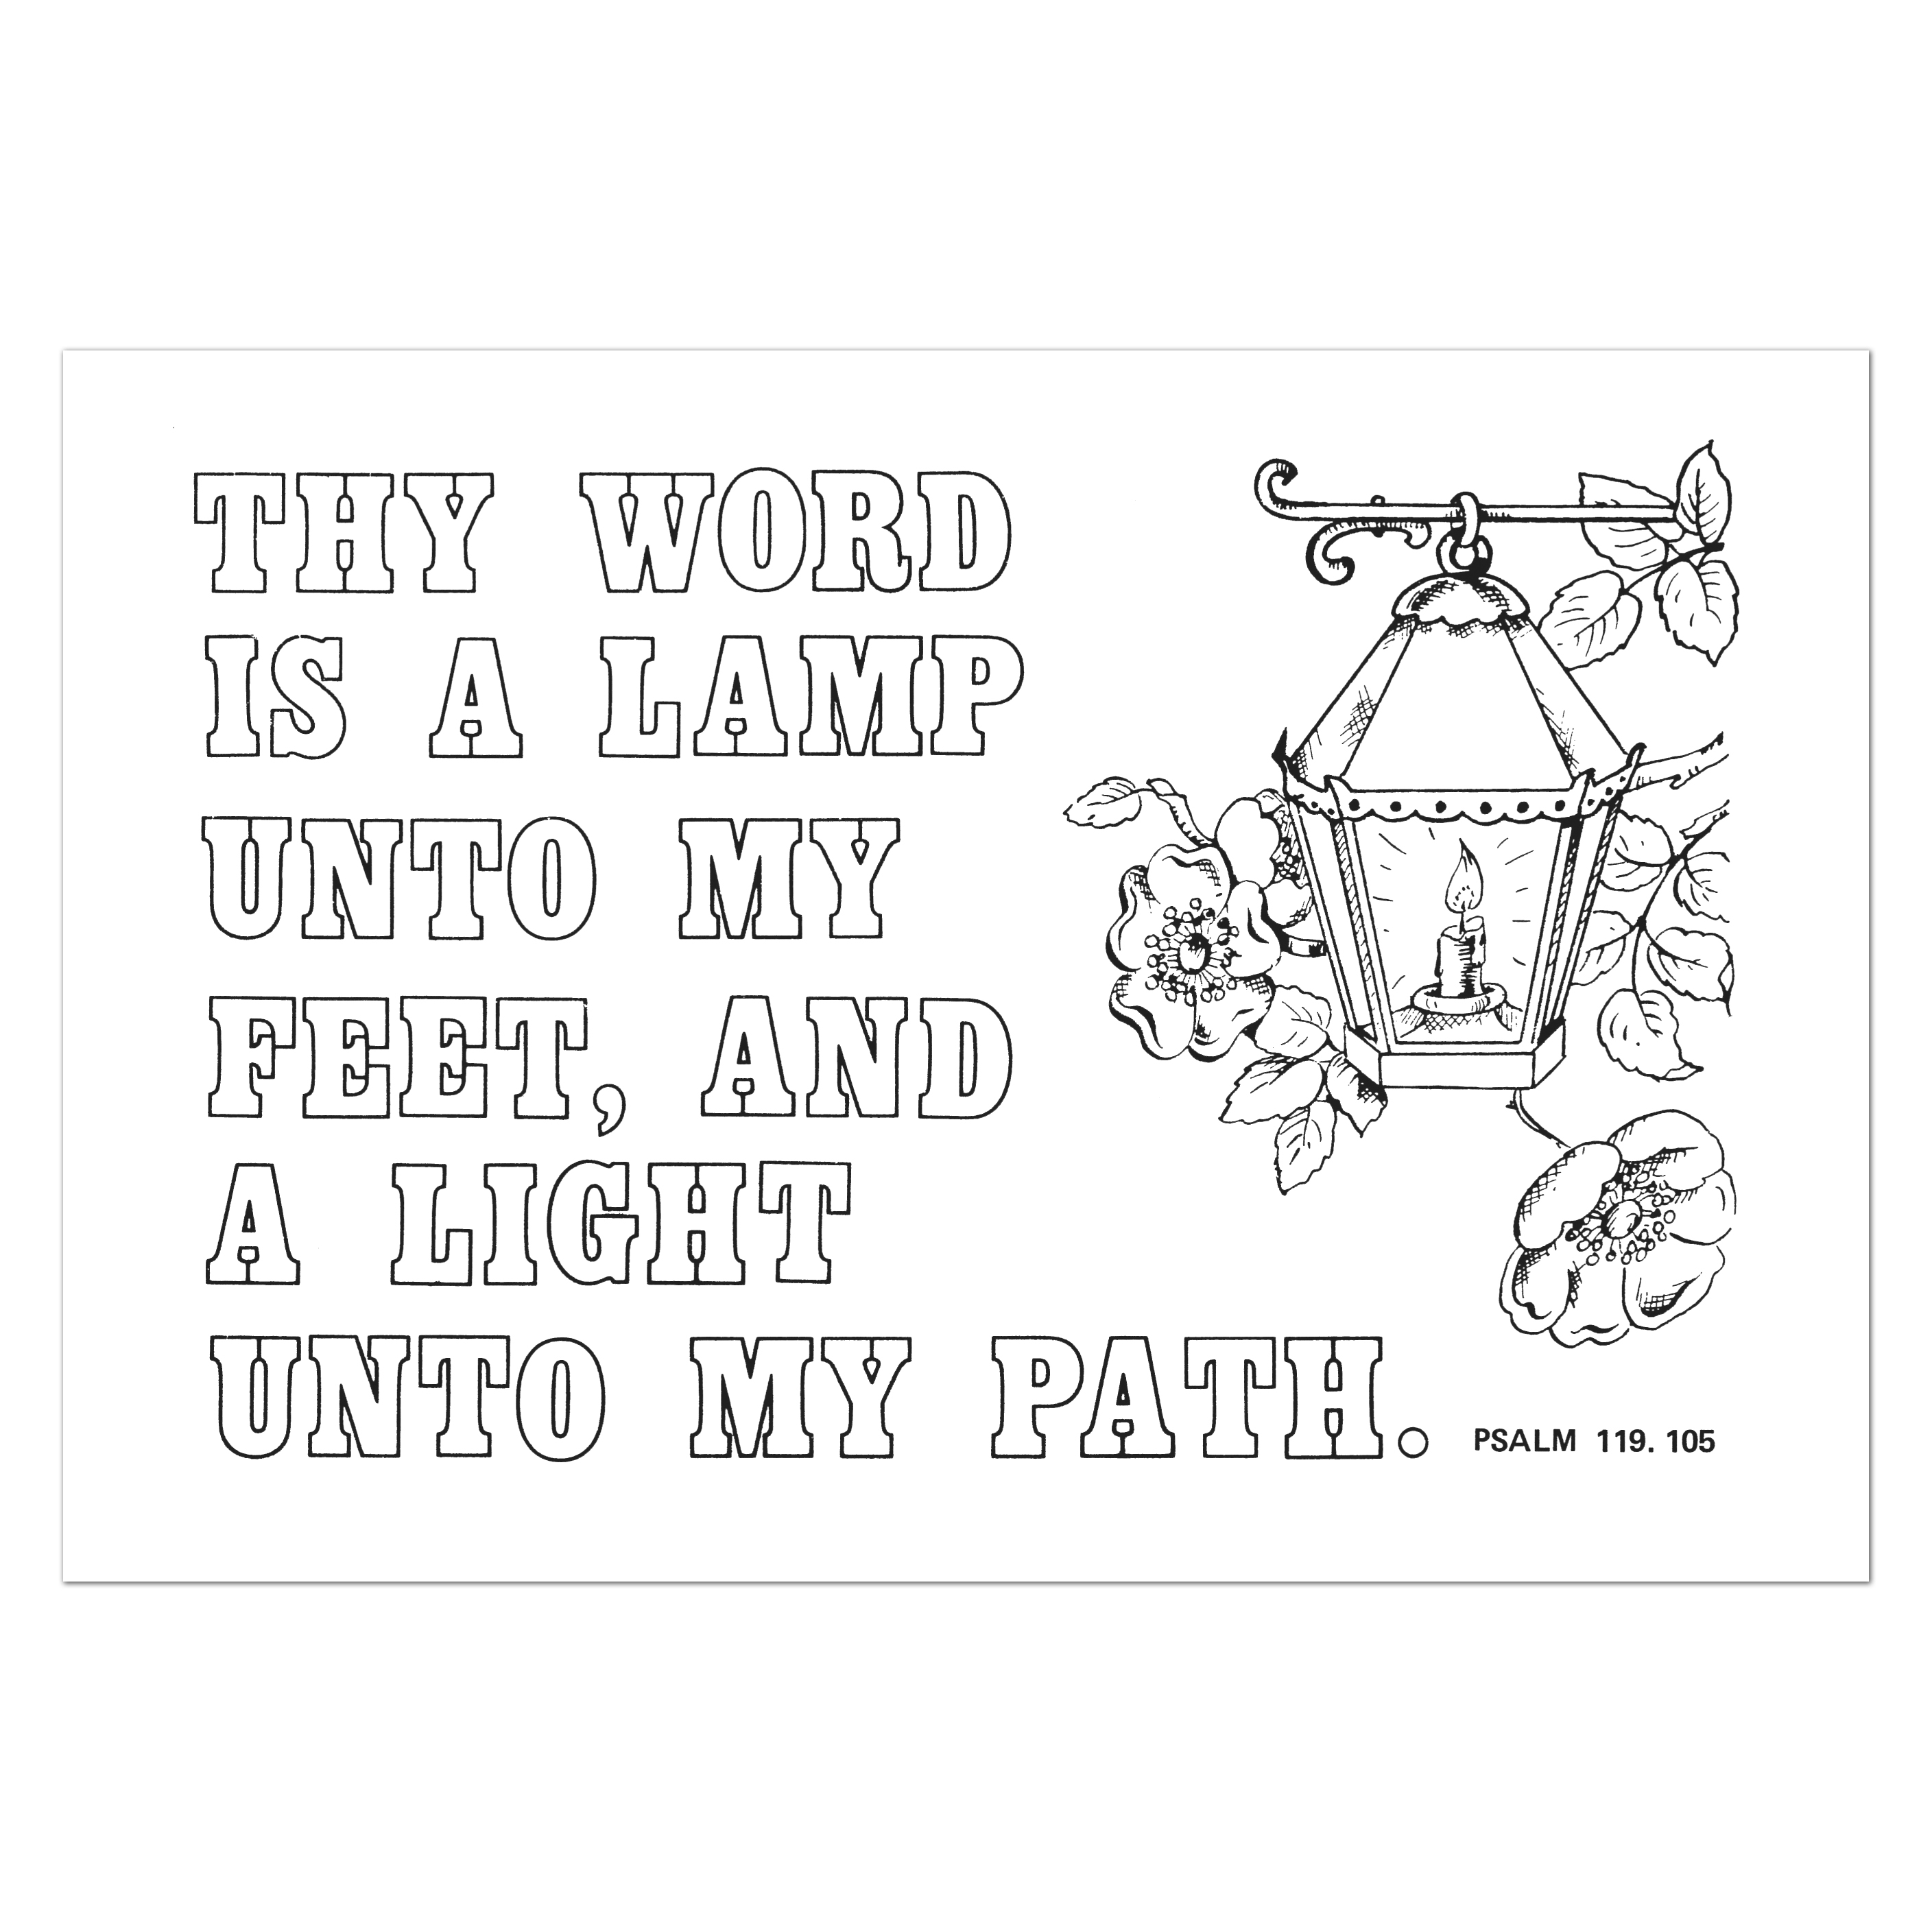 THY WORD
IS A LAMP
UNTO MY
FEET, AND
A LIGHT
UNTO MY PATH.
PSALM 119. 105